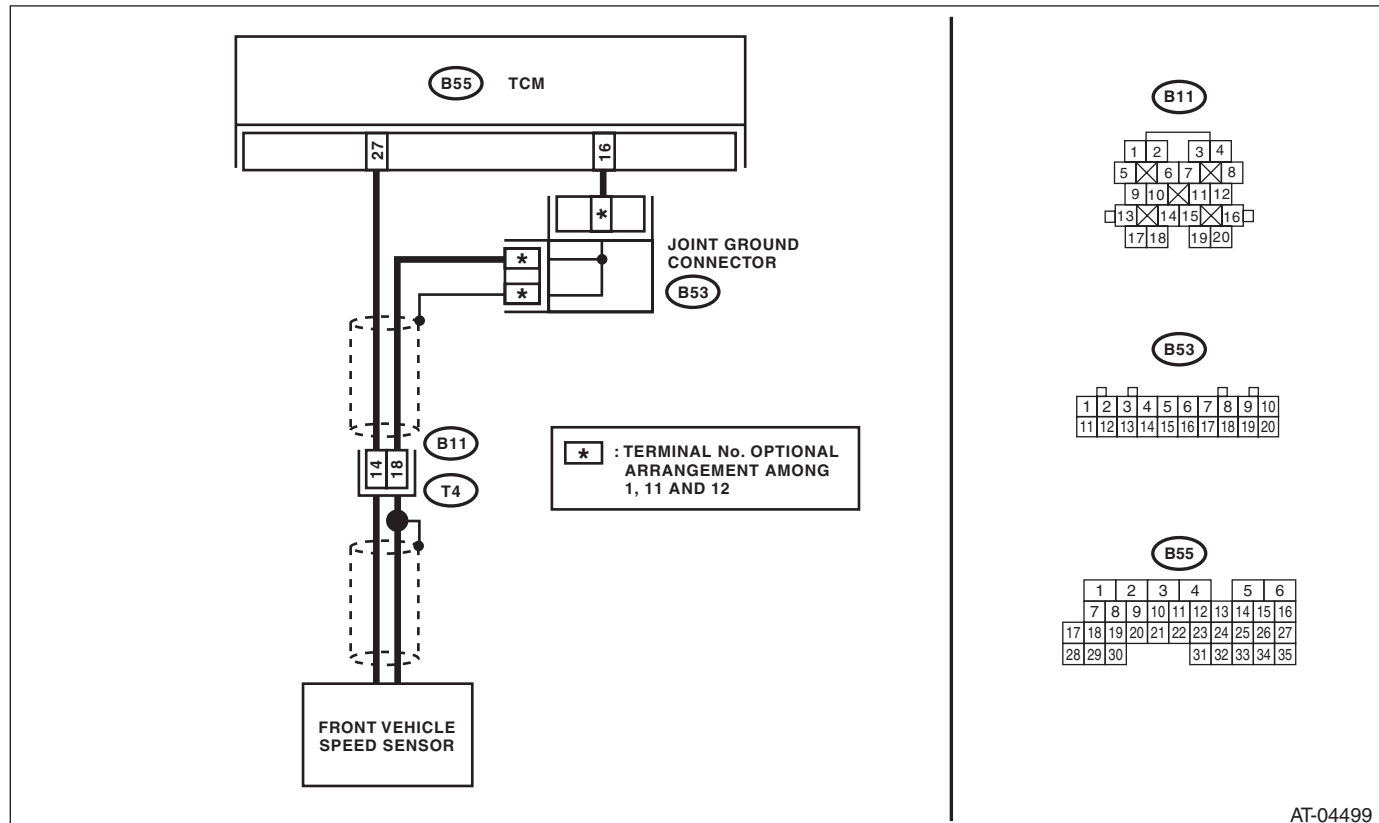 B55 TCM
27
16
*
JOINT GROUND
CONNECTOR
*
*
B53
B11
14 18
T4
* : TERMINAL No. OPTIONAL
ARRANGEMENT AMONG
1, 11 AND 12
FRONT VEHICLE
SPEED SENSOR
B11
1 2 3 4
5 6 7 8
9 10 11 12
13 14 15 16
17 18 19 20
B53
1 2 3 4 5 6 7 8 9 10
11 12 13 14 15 16 17 18 19 20
B55
1 2 3 4 5 6
7 8 9 10 11 12 13 14 15 16
17 18 19 20 21 22 23 24 25 26 27
28 29 30 31 32 33 34 35
AT-04499